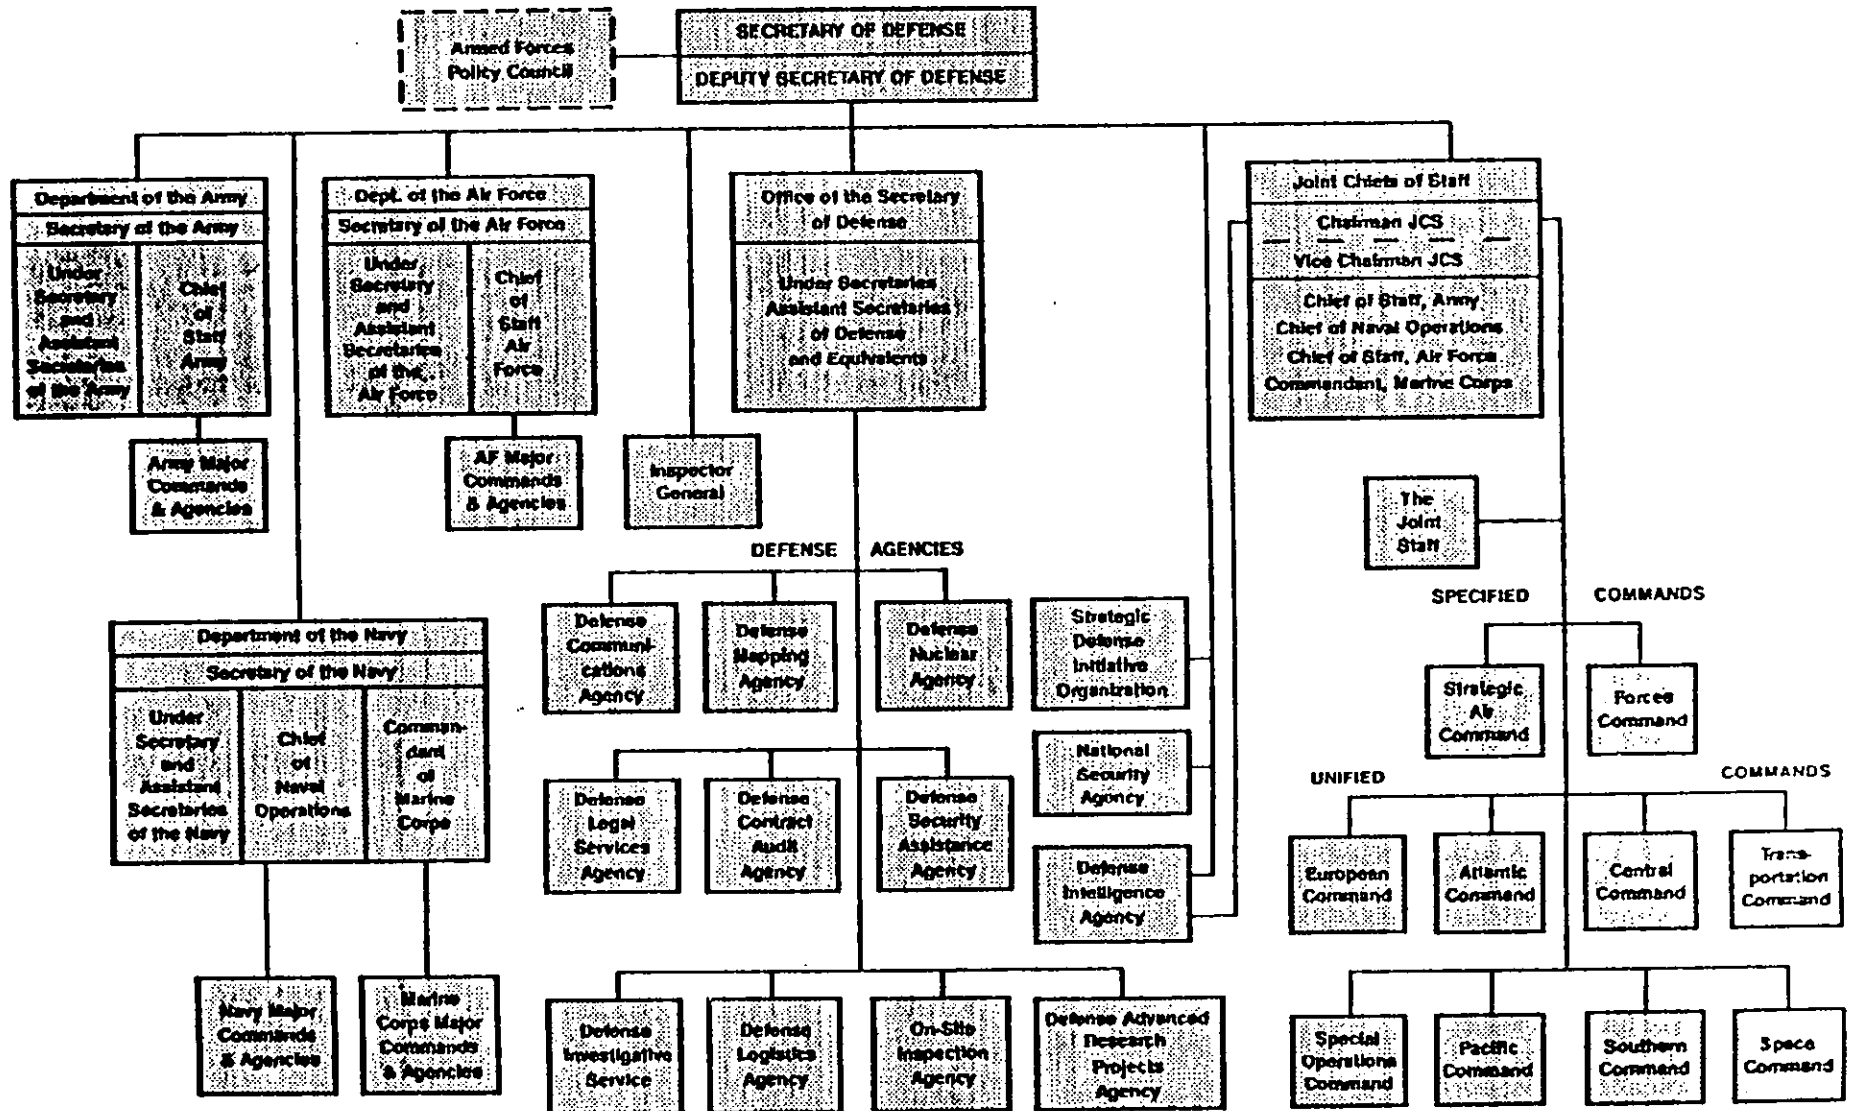 Armed Forces
Policy Council
SECRETARY OF DEFENSE
DEPUTY SECRETARY OF DEFENSE
Department of the Army
Secretary of the Army
Under
Secretary
and
Assistant
Secretaries
of the Army
Chief
of
Staff
Army
Army Major
Commands
& Agencies
Dept. of the Air Force
Secretary of the Air Force
Under
Secretary
and
Assistant
Secretaries
of the
Air Force
Chief
of
Staff
Air
Force
AF Major
Commands
& Agencies
Inspector
General
Office of the Secretary
of Defense
Under Secretaries
Assistant Secretaries
of Defense
and Equivalents
Joint Chiefs of Staff
Chairman JCS
Vice Chairman JCS
Chief of Staff, Army
Chief of Naval Operations
Chief of Staff, Air Force
Commandant, Marine Corps
The
Joint
Staff
Department of the Navy
Secretary of the Navy
Under
Secretary
and
Assistant
Secretaries
of the Navy
Chief
of
Naval
Operations
Comman-
dant
of
Marine
Corps
Navy Major
Commands
& Agencies
Marine
Corps Major
Commands
& Agencies
DEFENSE AGENCIES
Defense
Communi-
cations
Agency
Defense
Mapping
Agency
Defense
Nuclear
Agency
Defense
Legal
Services
Agency
Defense
Contract
Audit
Agency
Defense
Security
Assistance
Agency
Defense
Investigative
Service
Defense
Logistics
Agency
On-Site
Inspection
Agency
Defense Advanced
Research
Projects
Agency
Strategic
Defense
Initiative
Organization
National
Security
Agency
Defense
Intelligence
Agency
SPECIFIED COMMANDS
Strategic
Air
Command
Forces
Command
UNIFIED COMMANDS
European
Command
Atlantic
Command
Central
Command
Trans-
portation
Command
Special
Operations
Command
Pacific
Command
Southern
Command
Space
Command